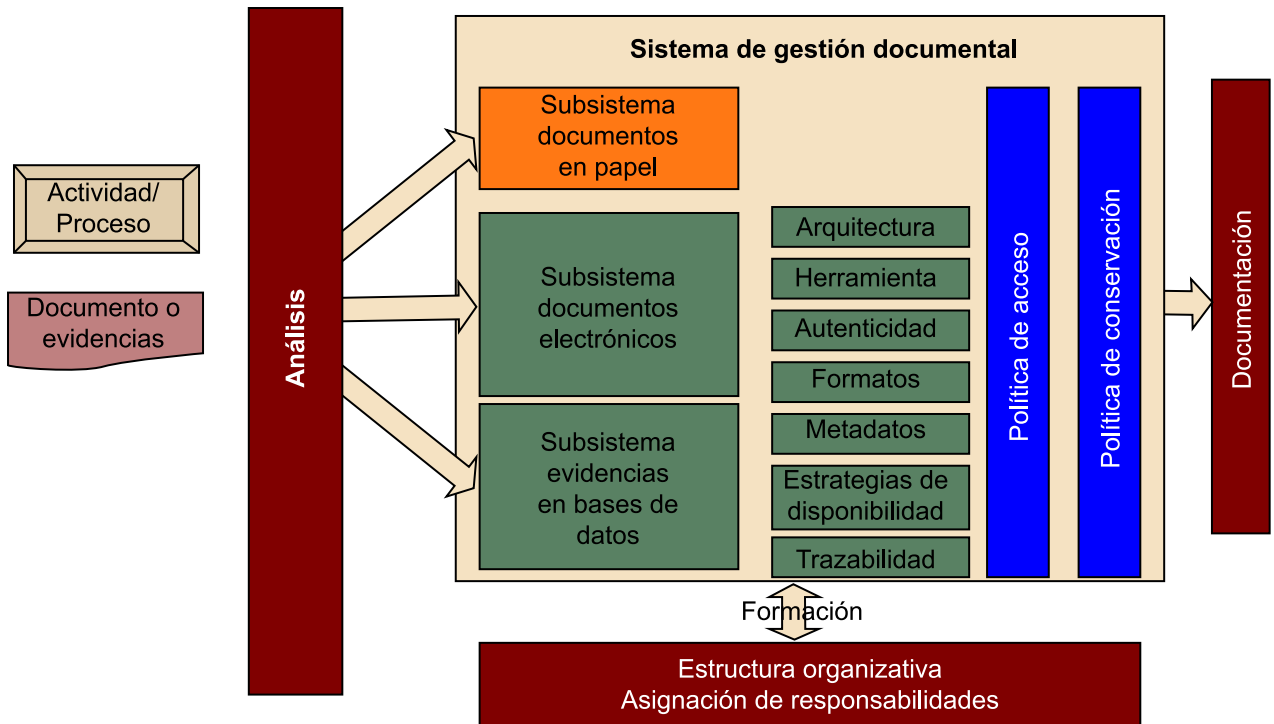 Sistema de gestión documental
Actividad/
Proceso
Documento o
evidencias
Análisis
Subsistema
documentos
en papel
Subsistema
documentos
electrónicos
Subsistema
evidencias
en bases de
datos
Arquitectura
Herramienta
Autenticidad
Formatos
Metadatos
Estrategias de
disponibilidad
Trazabilidad
Política de acceso
Política de conservación
Documentación
Formación
Estructura organizativa
Asignación de responsabilidades